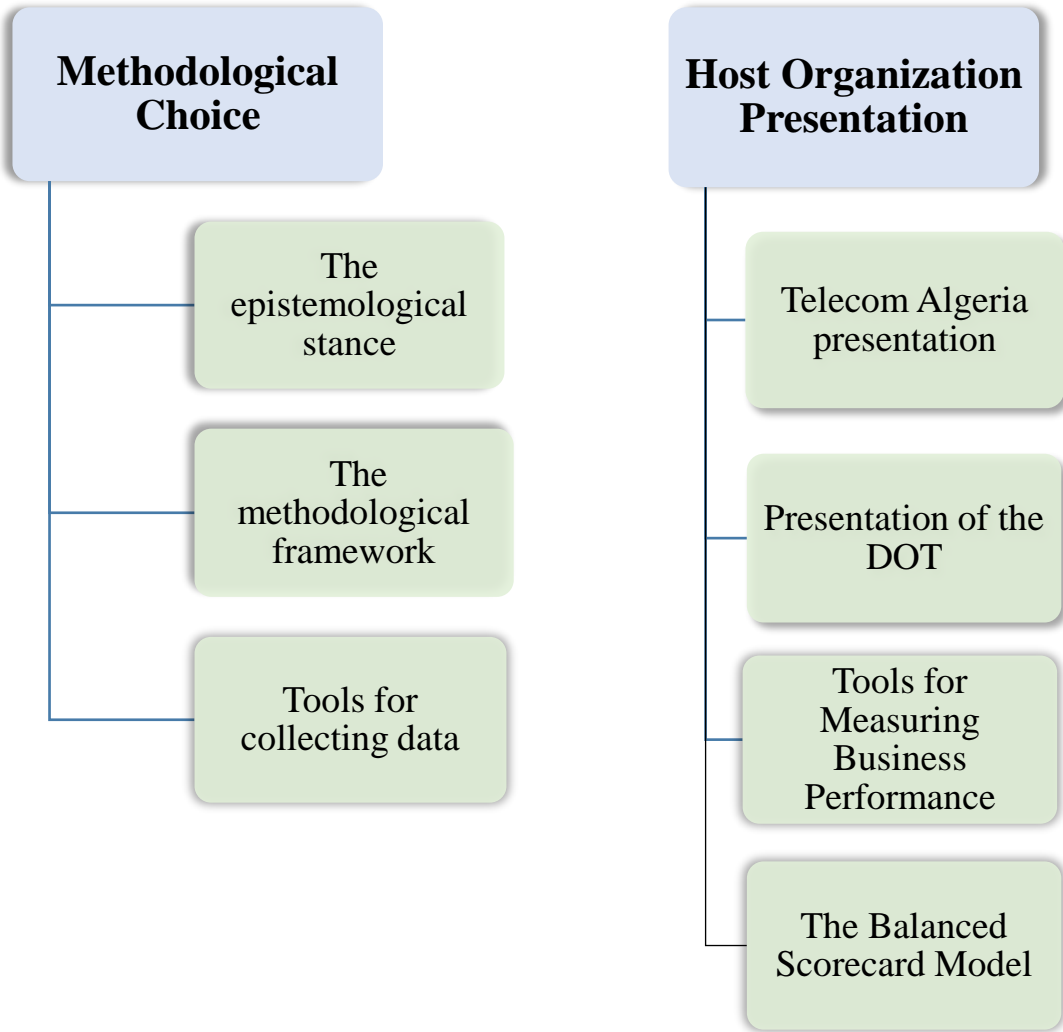 Methodological
Choice
The
epistemological
stance
The
methodological
framework
Tools for
collecting data
Host Organization
Presentation
Telecom Algeria
presentation
Presentation of the
DOT
Tools for
Measuring
Business
Performance
The Balanced
Scorecard Model